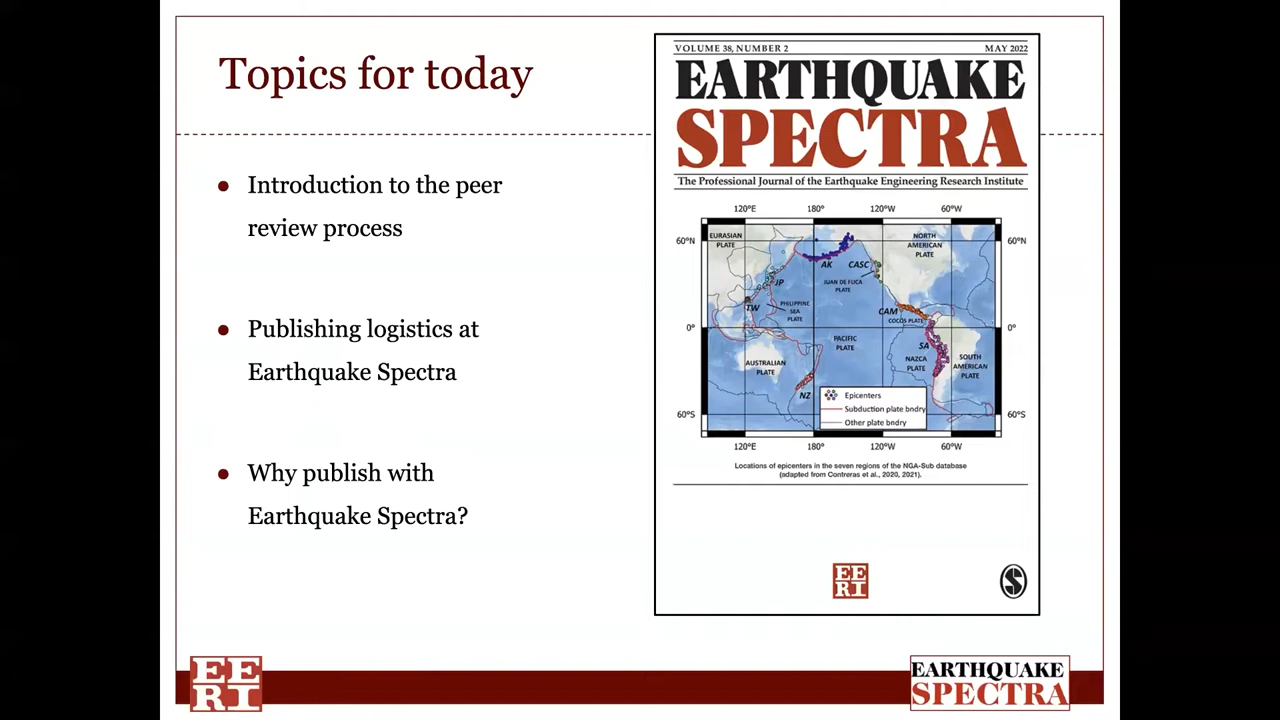 Topics for today
● Introduction to the peer
review process
● Publishing logistics at
Earthquake Spectra
● Why publish with
Earthquake Spectra?
VOLUME 38, NUMBER 2 MAY 2022
EARTHQUAKE
SPECTRA
The Professional Journal of the Earthquake Engineering Research Institute
120°E 180° 120°W 60°W
EURASIAN
PLATE
NORTH
AMERICAN
PLATE
60°N 60°N
AK CASC
JUAN DE FUCA
PLATE
JP
TW
PHILIPPINE
SEA
PLATE
CAM
COCOS PLATE
0° 0°
PACIFIC
PLATE
SA
NAZCA
PLATE
SOUTH
AMERICAN
PLATE
AUSTRALIAN
PLATE
NZ
Epicenters
Subduction plate bndry
Other plate bndry
60°S 60°S
120°E 180° 120°W 60°W
Locations of epicenters in the seven regions of the NGA-Sub database
(adapted from Contreras et al., 2020, 2021).
EE
RI
S
EE
RI
EARTHQUAKE
SPECTRA